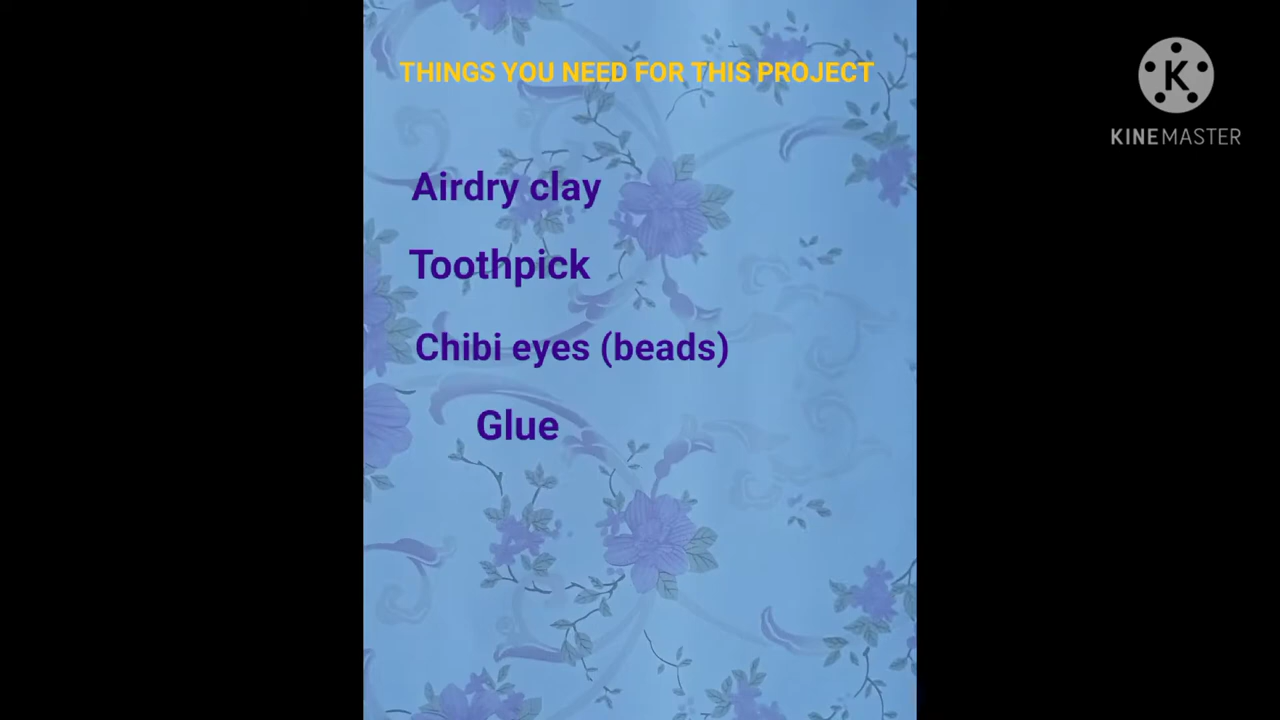 THINGS YOU NEED FOR THIS PROJECT
K
KINEMASTER
Airdry clay
Toothpick
Chibi eyes (beads)
Glue